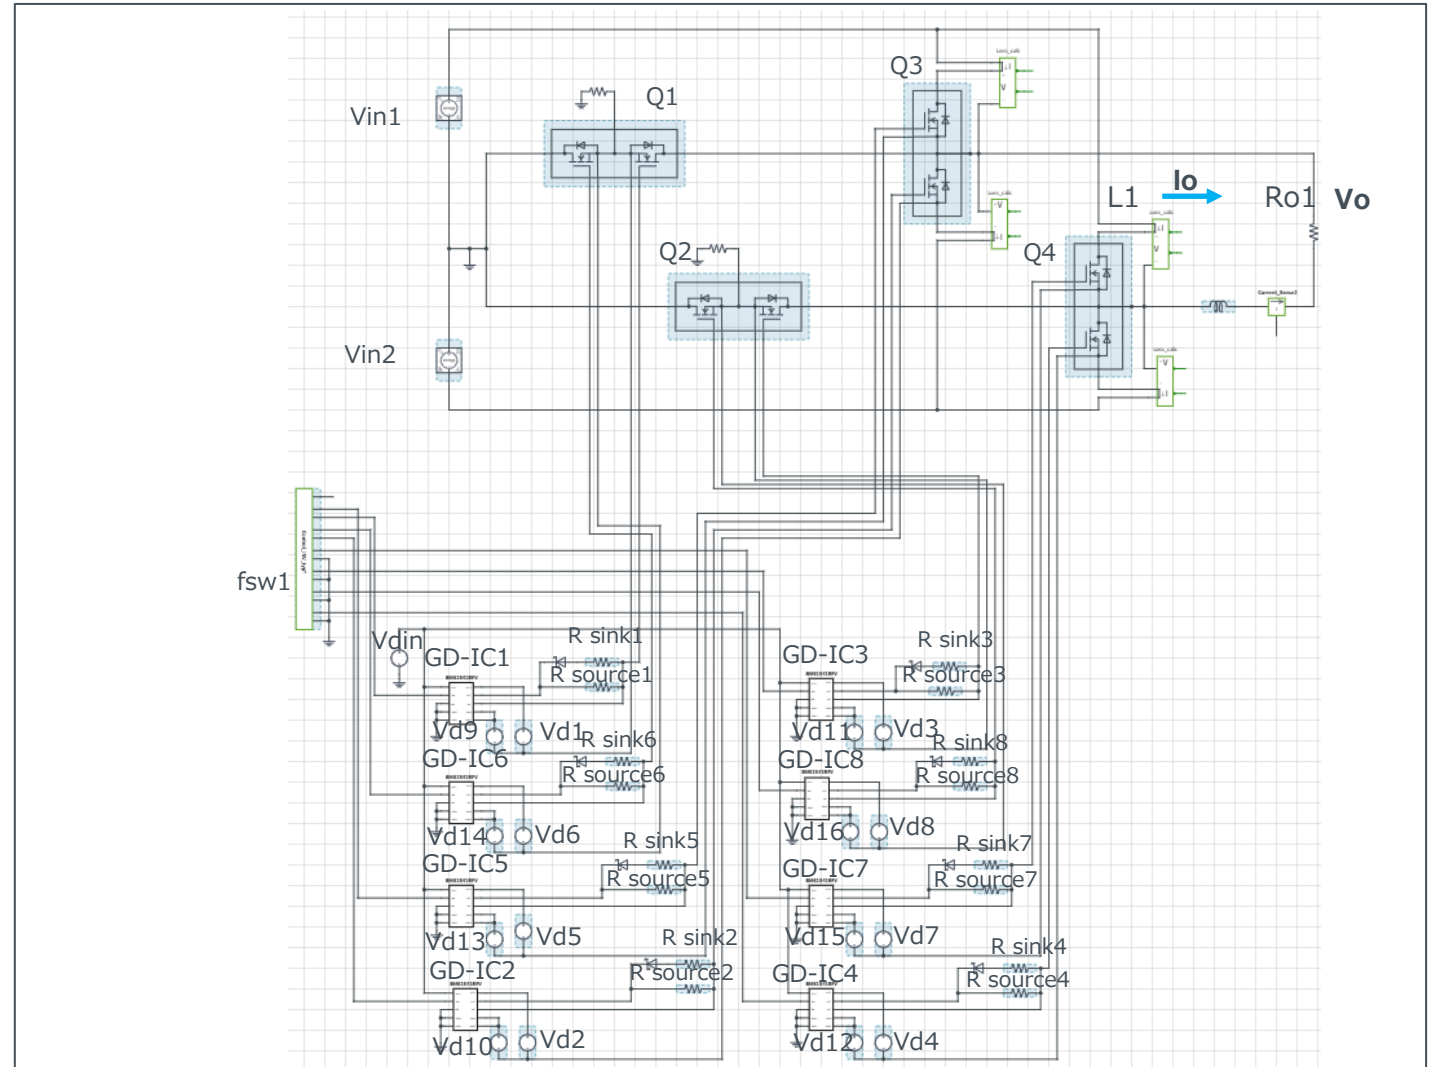 Q3
Vin1
Q1
L1
Io
Ro1
Vo
Q2
Q4
Vin2
fsw1
Vdin
R sink1
GD-IC1
R source1
Vd9
Vd1
R sink3
GD-IC3
R source3
Vd11
Vd3
R sink6
GD-IC6
R source6
Vd14
Vd6
R sink8
GD-IC8
R source8
Vd16
Vd8
R sink5
GD-IC5
R source5
Vd13
Vd5
R sink7
GD-IC7
R source7
Vd15
Vd7
R sink2
GD-IC2
R source2
Vd10
Vd2
R sink4
GD-IC4
R source4
Vd12
Vd4